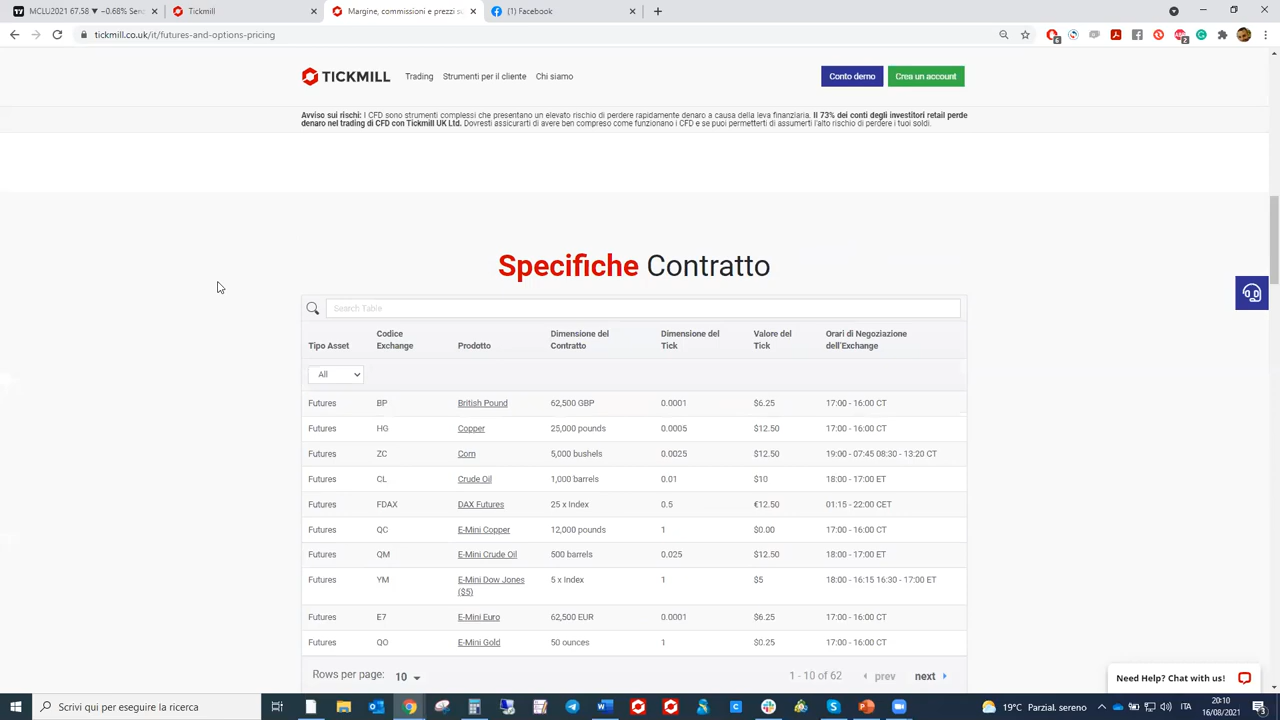 MCLU2021 67.58 ▼ −0.68% Senza
Tickmill
Margine, commissioni e prezzi s
(1) Facebook
tickmill.co.uk/it/futures-and-options-pricing
6
2
TICKMILL
Trading
Strumenti per il cliente
Chi siamo
Conto demo
Crea un account
Avviso sui rischi: I CFD sono strumenti complessi che presentano un elevato rischio di perdere rapidamente denaro a causa della leva finanziaria. Il 73% dei conti degli investitori retail perde
denaro nel trading di CFD con Tickmill UK Ltd. Dovresti assicurarti di avere ben compreso come funzionano i CFD e se puoi permetterti di assumerti l'alto rischio di perdere i tuoi soldi.
Specifiche Contratto
Search Table
Tipo Asset
Codice
Exchange
Prodotto
Dimensione del
Contratto
Dimensione del
Tick
Valore del
Tick
Orari di Negoziazione
dell'Exchange
All
Futures BP British Pound 62,500 GBP 0.0001 $6.25 17:00 - 16:00 CT
Futures HG Copper 25,000 pounds 0.0005 $12.50 17:00 - 16:00 CT
Futures ZC Corn 5,000 bushels 0.0025 $12.50 19:00 - 07:45 08:30 - 13:20 CT
Futures CL Crude Oil 1,000 barrels 0.01 $10 18:00 - 17:00 ET
Futures FDAX DAX Futures 25 x Index 0.5 €12.50 01:15 - 22:00 CET
Futures QC E-Mini Copper 12,000 pounds 1 $0.00 17:00 - 16:00 CT
Futures QM E-Mini Crude Oil 500 barrels 0.025 $12.50 18:00 - 17:00 ET
Futures YM E-Mini Dow Jones
($5) 5 x Index 1 $5 18:00 - 16:15 16:30 - 17:00 ET
Futures E7 E-Mini Euro 62,500 EUR 0.0001 $6.25 17:00 - 16:00 CT
Futures QO E-Mini Gold 50 ounces 1 $0.25 17:00 - 16:00 CT
Rows per page: 10
1 - 10 of 62
prev
next
Need Help? Chat with us!
Scrivi qui per eseguire la ricerca
19°C Parzial. sereno
20:10
16/08/2021